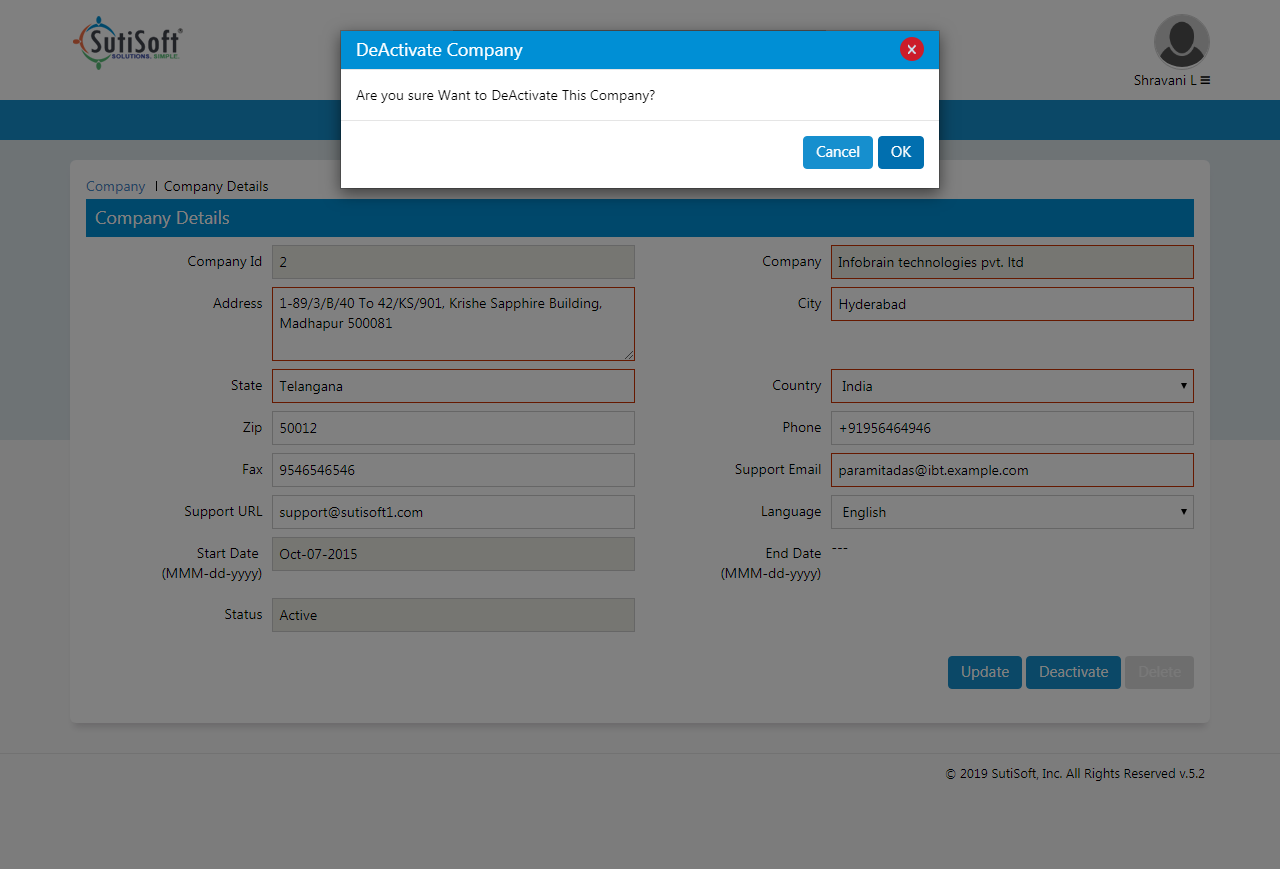 SutiSoft
SOLUTIONS. SIMPLE.
Shravani L
DeActivate Company
Are you sure Want to DeActivate This Company?
Cancel OK
Company | Company Details
Company Details
Company Id 2 Company Infobrain technologies pvt. ltd
Address 1-89/3/B/40 To 42/KS/901, Krishe Sapphire Building, City Hyderabad
Madhapur 500081
State Telangana Country India
Zip 50012 Phone +91956464946
Fax 9546546546 Support Email paramitadas@ibt.example.com
Support URL support@sutisoft1.com Language English
Start Date Oct-07-2015 End Date ---
(MMM-dd-yyyy) (MMM-dd-yyyy)
Status Active
Update Deactivate Delete
© 2019 SutiSoft, Inc. All Rights Reserved v.5.2